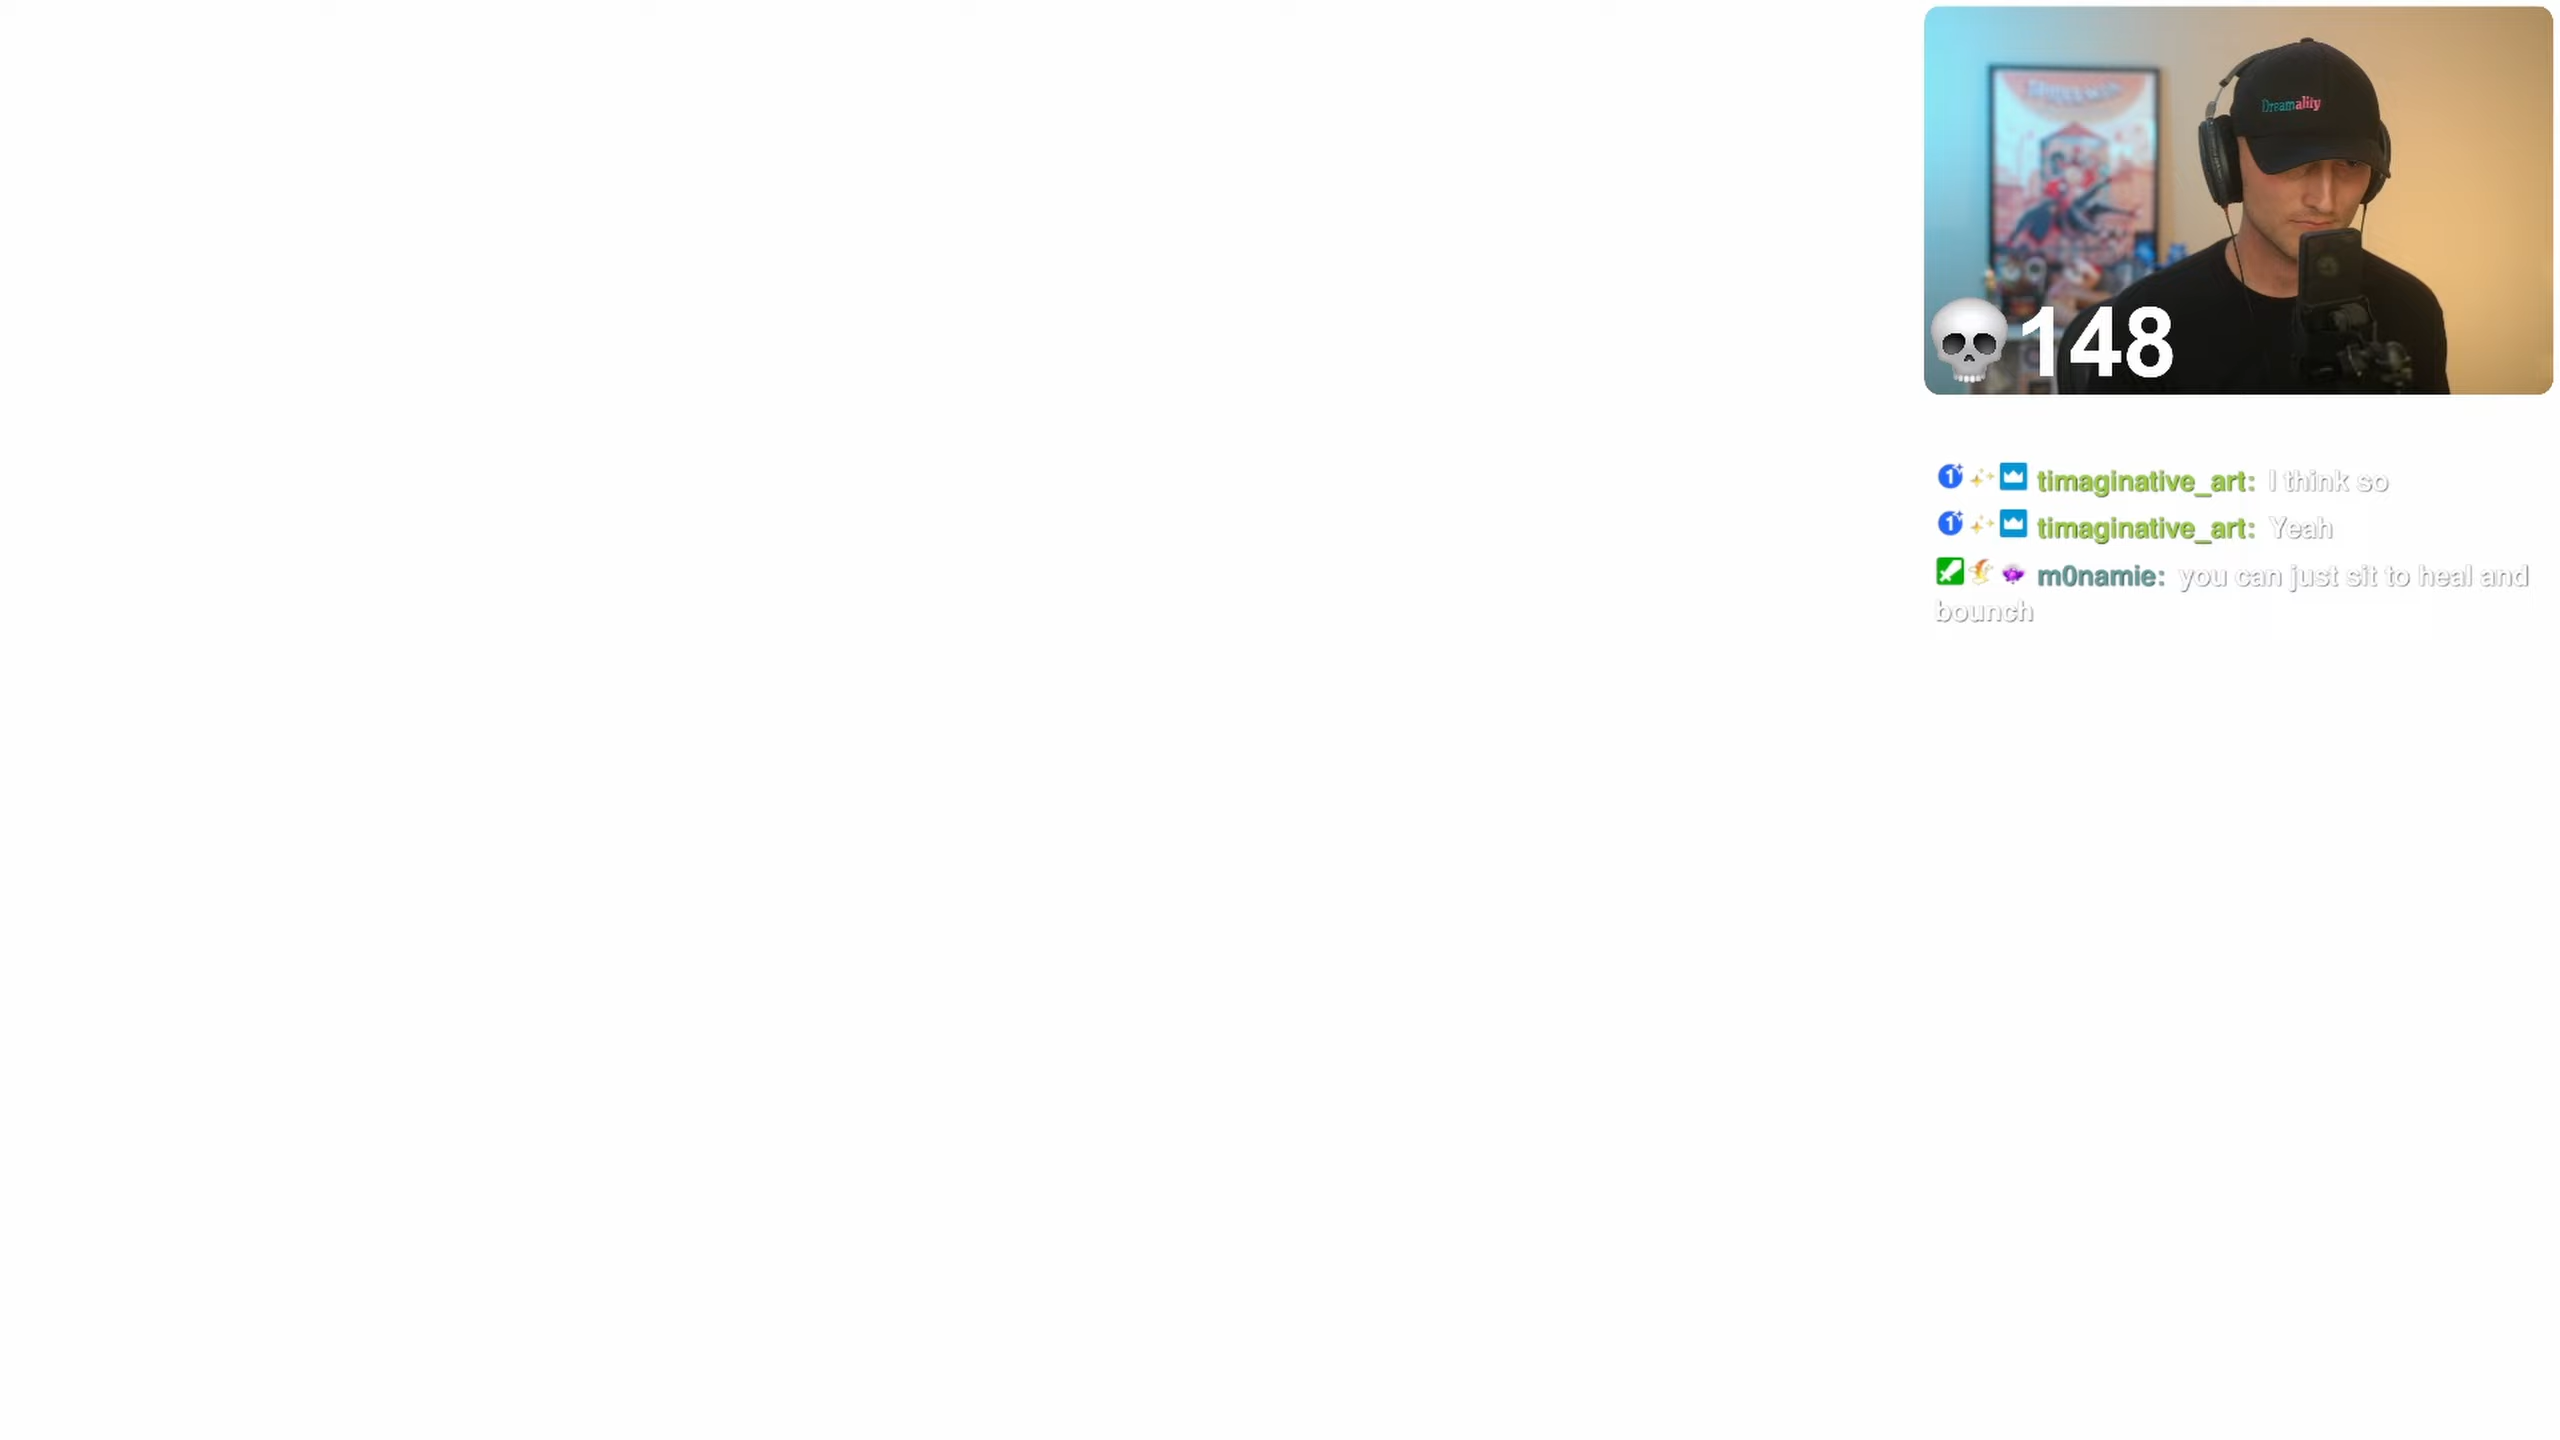 Dreamality
148
timaginative_art: I think so
timaginative_art: Yeah
m0namie: you can just sit to heal and
bounch